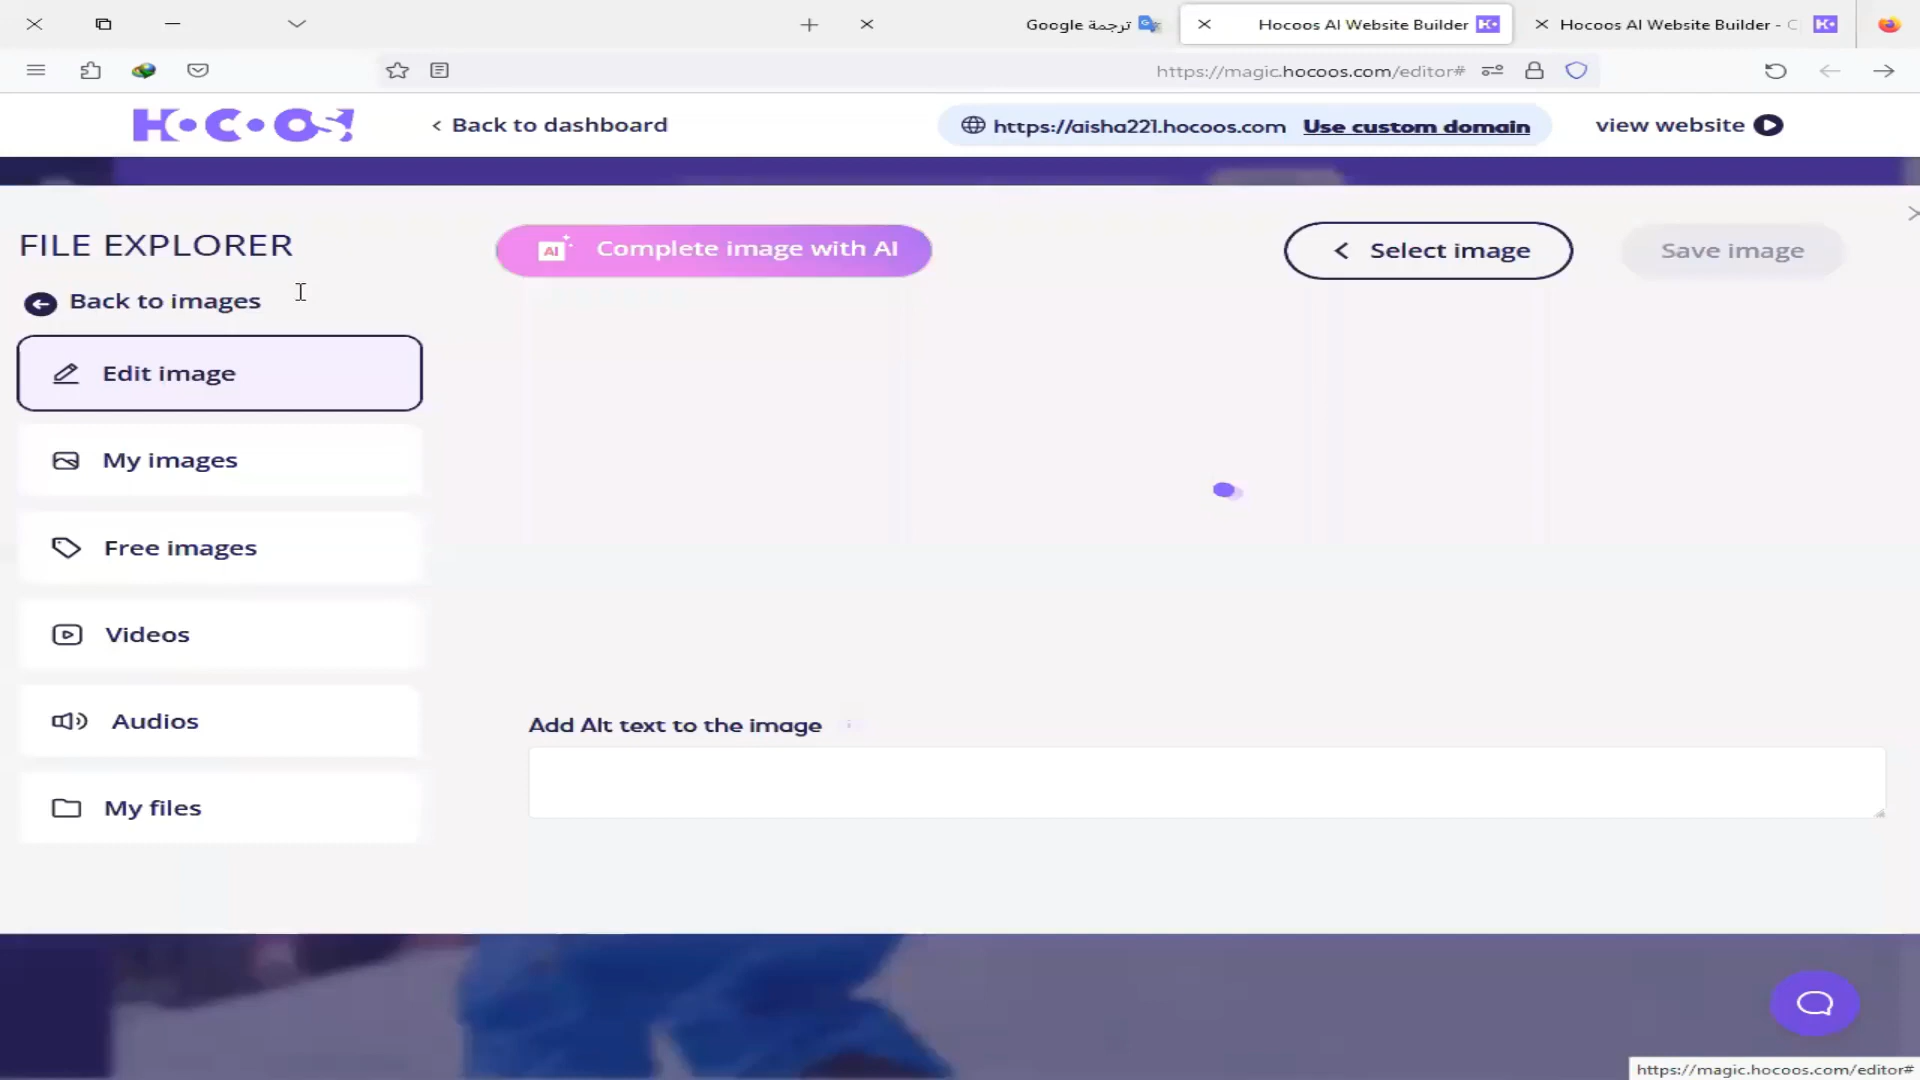 ترجمة Google
Hocoos AI Website Builder
Hocoos AI Website Builder - C
https://magic.hocoos.com/editor#
HOCOOS!
Back to dashboard
https://aisha221.hocoos.com Use custom domain
view website
FILE EXPLORER
AI Complete image with AI
Select image
Save image
Back to images
Edit image
My images
Free images
Videos
Audios
My files
Add Alt text to the image
https://magic.hocoos.com/editor#